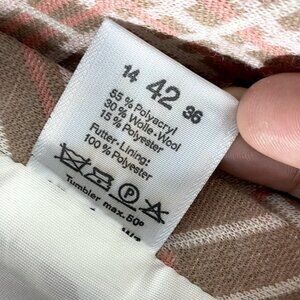 14 42 36
55 % Polyacryl
30 % Wolle · Wool
15 % Polyester
Futter · Lining:
100 % Polyester
P
Tumbler max. 50°